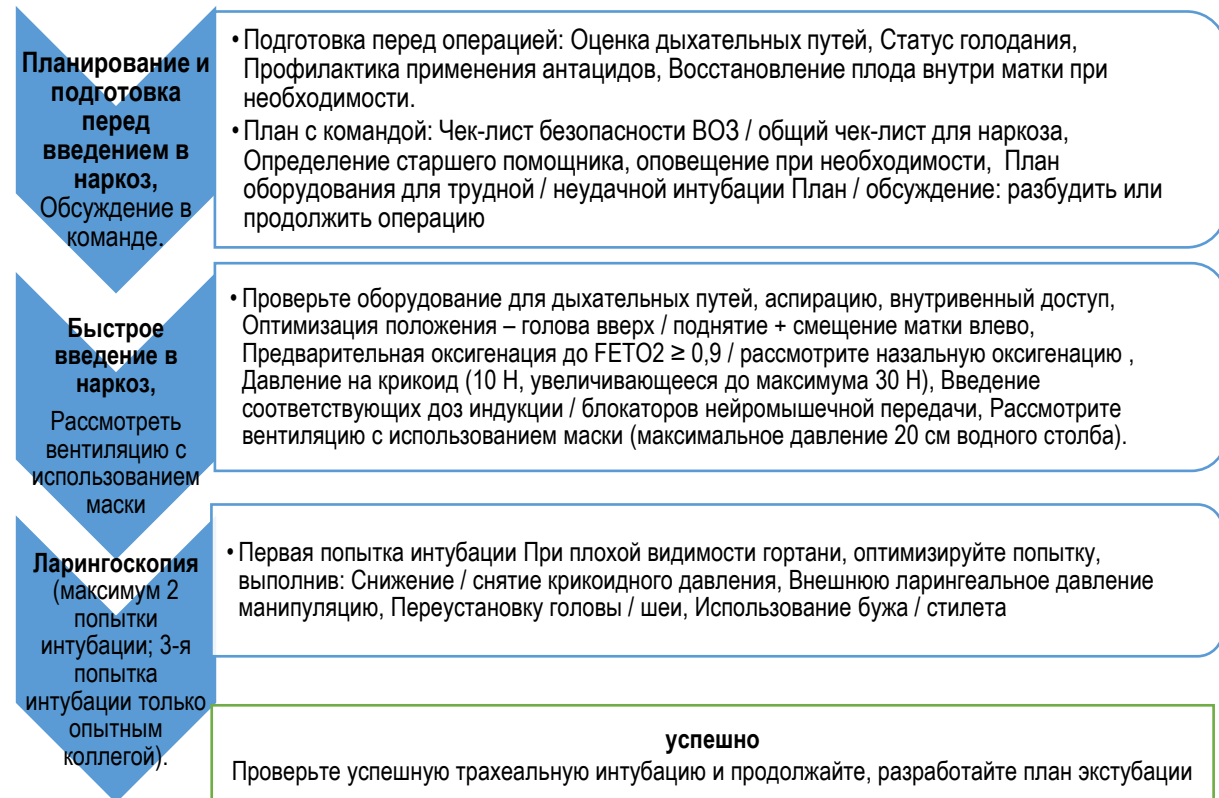 Планирование и
подготовка
перед
введением в
наркоз,
Обсуждение в
команде.
• Подготовка перед операцией: Оценка дыхательных путей, Статус голодания,
Профилактика применения антацидов, Восстановление плода внутри матки при
необходимости.
• План с командой: Чек-лист безопасности ВОЗ / общий чек-лист для наркоза,
Определение старшего помощника, оповещение при необходимости, План
оборудования для трудной / неудачной интубации План / обсуждение: разбудить или
продолжить операцию
Быстрое
введение в
наркоз,
Рассмотреть
вентиляцию с
использованием
маски
• Проверьте оборудование для дыхательных путей, аспирацию, внутривенный доступ,
Оптимизация положения – голова вверх / поднятие + смещение матки влево,
Предварительная оксигенация до FETO2 ≥ 0,9 / рассмотрите назальную оксигенацию ,
Давление на крикоид (10 Н, увеличивающееся до максимума 30 Н), Введение
соответствующих доз индукции / блокаторов нейромышечной передачи, Рассмотрите
вентиляцию с использованием маски (максимальное давление 20 см водного столба).
Ларингоскопия
(максимум 2
попытки
интубации; 3-я
попытка
интубации только
опытным
коллегой).
• Первая попытка интубации При плохой видимости гортани, оптимизируйте попытку,
выполнив: Снижение / снятие крикоидного давления, Внешнюю ларингеальное давление
манипуляцию, Переустановку головы / шеи, Использование бужа / стилета
успешно
Проверьте успешную трахеальную интубацию и продолжайте, разработайте план экстубации